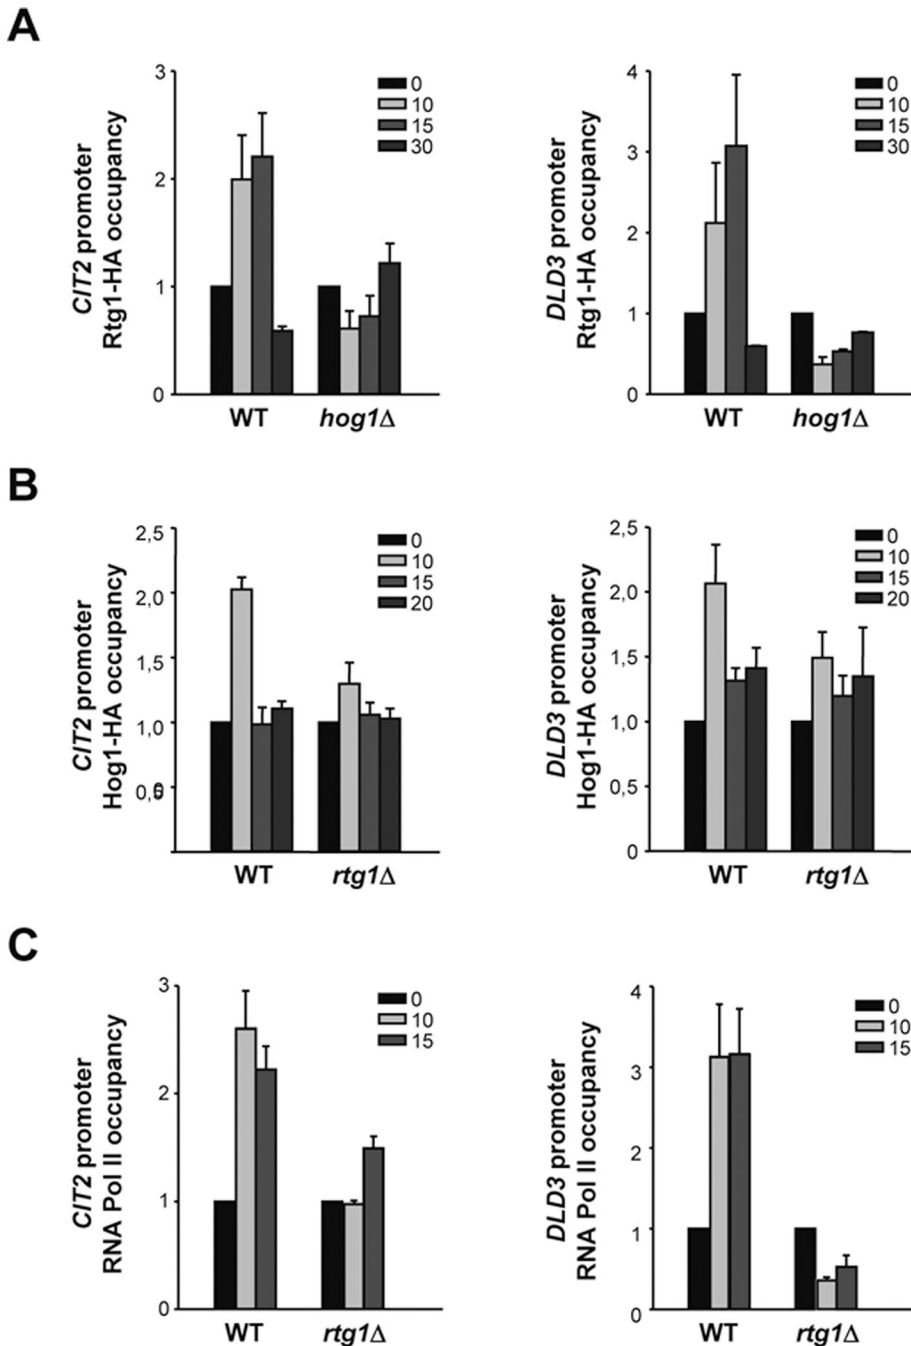 A
CIT2 promoter
Rtg1-HA occupancy
3
2
1
0
0
10
15
30
WT
hog1Δ
DLD3 promoter
Rtg1-HA occupancy
4
3
2
1
0
0
10
15
30
WT
hog1Δ
B
CIT2 promoter
Hog1-HA occupancy
2,5
2,0
1,5
1,0
0,5
0
10
15
20
WT
rtg1Δ
DLD3 promoter
Hog1-HA occupancy
2,5
2,0
1,5
1,0
0,5
0
0
10
15
20
WT
rtg1Δ
C
CIT2 promoter
RNA Pol II occupancy
3
2
1
0
0
10
15
WT
rtg1Δ
DLD3 promoter
RNA Pol II occupancy
4
3
2
1
0
0
10
15
WT
rtg1Δ